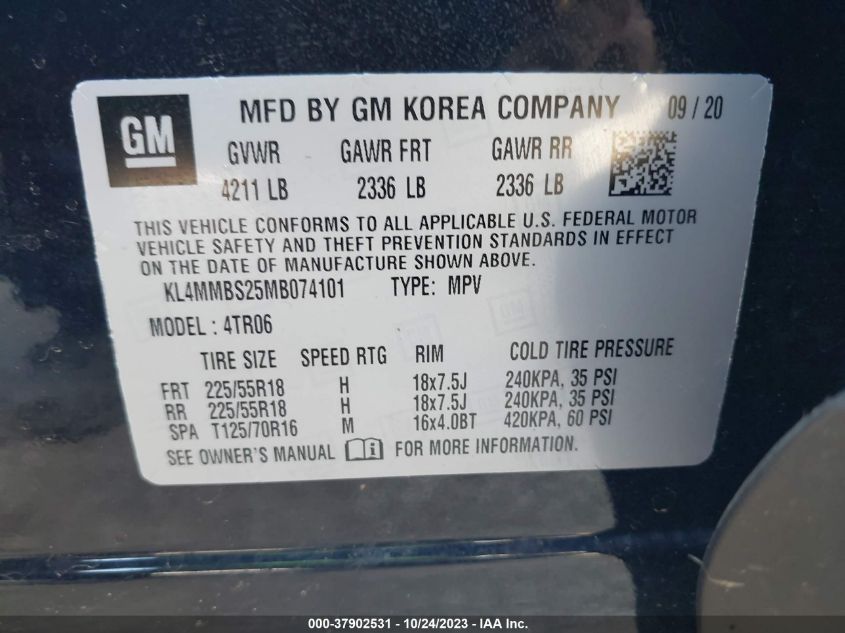 GM
MFD BY GM KOREA COMPANY 09/20
GVWR GAWR FRT GAWR RR
4211 LB 2336 LB 2336 LB
THIS VEHICLE CONFORMS TO ALL APPLICABLE U.S. FEDERAL MOTOR
VEHICLE SAFETY AND THEFT PREVENTION STANDARDS IN EFFECT
ON THE DATE OF MANUFACTURE SHOWN ABOVE.
KL4MMBS25MB074101 TYPE: MPV
MODEL: 4TR06
TIRE SIZE SPEED RTG RIM COLD TIRE PRESSURE
FRT 225/55R18 H 18x7.5J 240KPA, 35 PSI
RR 225/55R18 H 18x7.5J 240KPA, 35 PSI
SPA T125/70R16 M 16x4.0BT 420KPA, 60 PSI
SEE OWNER'S MANUAL i FOR MORE INFORMATION.
000-37902531 - 10/24/2023 - IAA Inc.